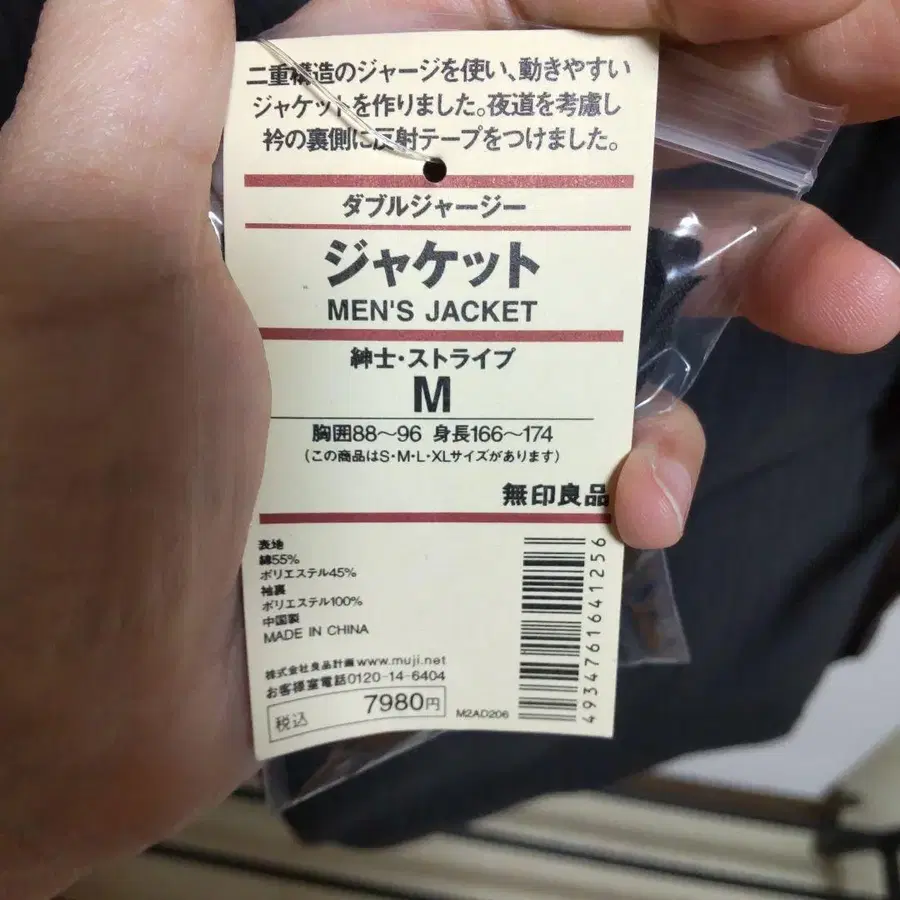 二重構造のジャージを使い、動きやすい
ジャケットを作りました。夜道を考慮し
衿の裏側に反射テープをつけました。
ダブルジャージー
ジャケット
MEN'S JACKET
紳士・ストライプ
M
胸囲88〜96 身長166〜174
(この商品はS・M・L・XLサイズがあります)
無印良品
表地
綿55%
ポリエステル45%
袖裏
ポリエステル100%
中国製
MADE IN CHINA
株式会社良品計画 www.muji.net
お客様室電話0120-14-6404
税込 7980円
M2AD206
4934761641256